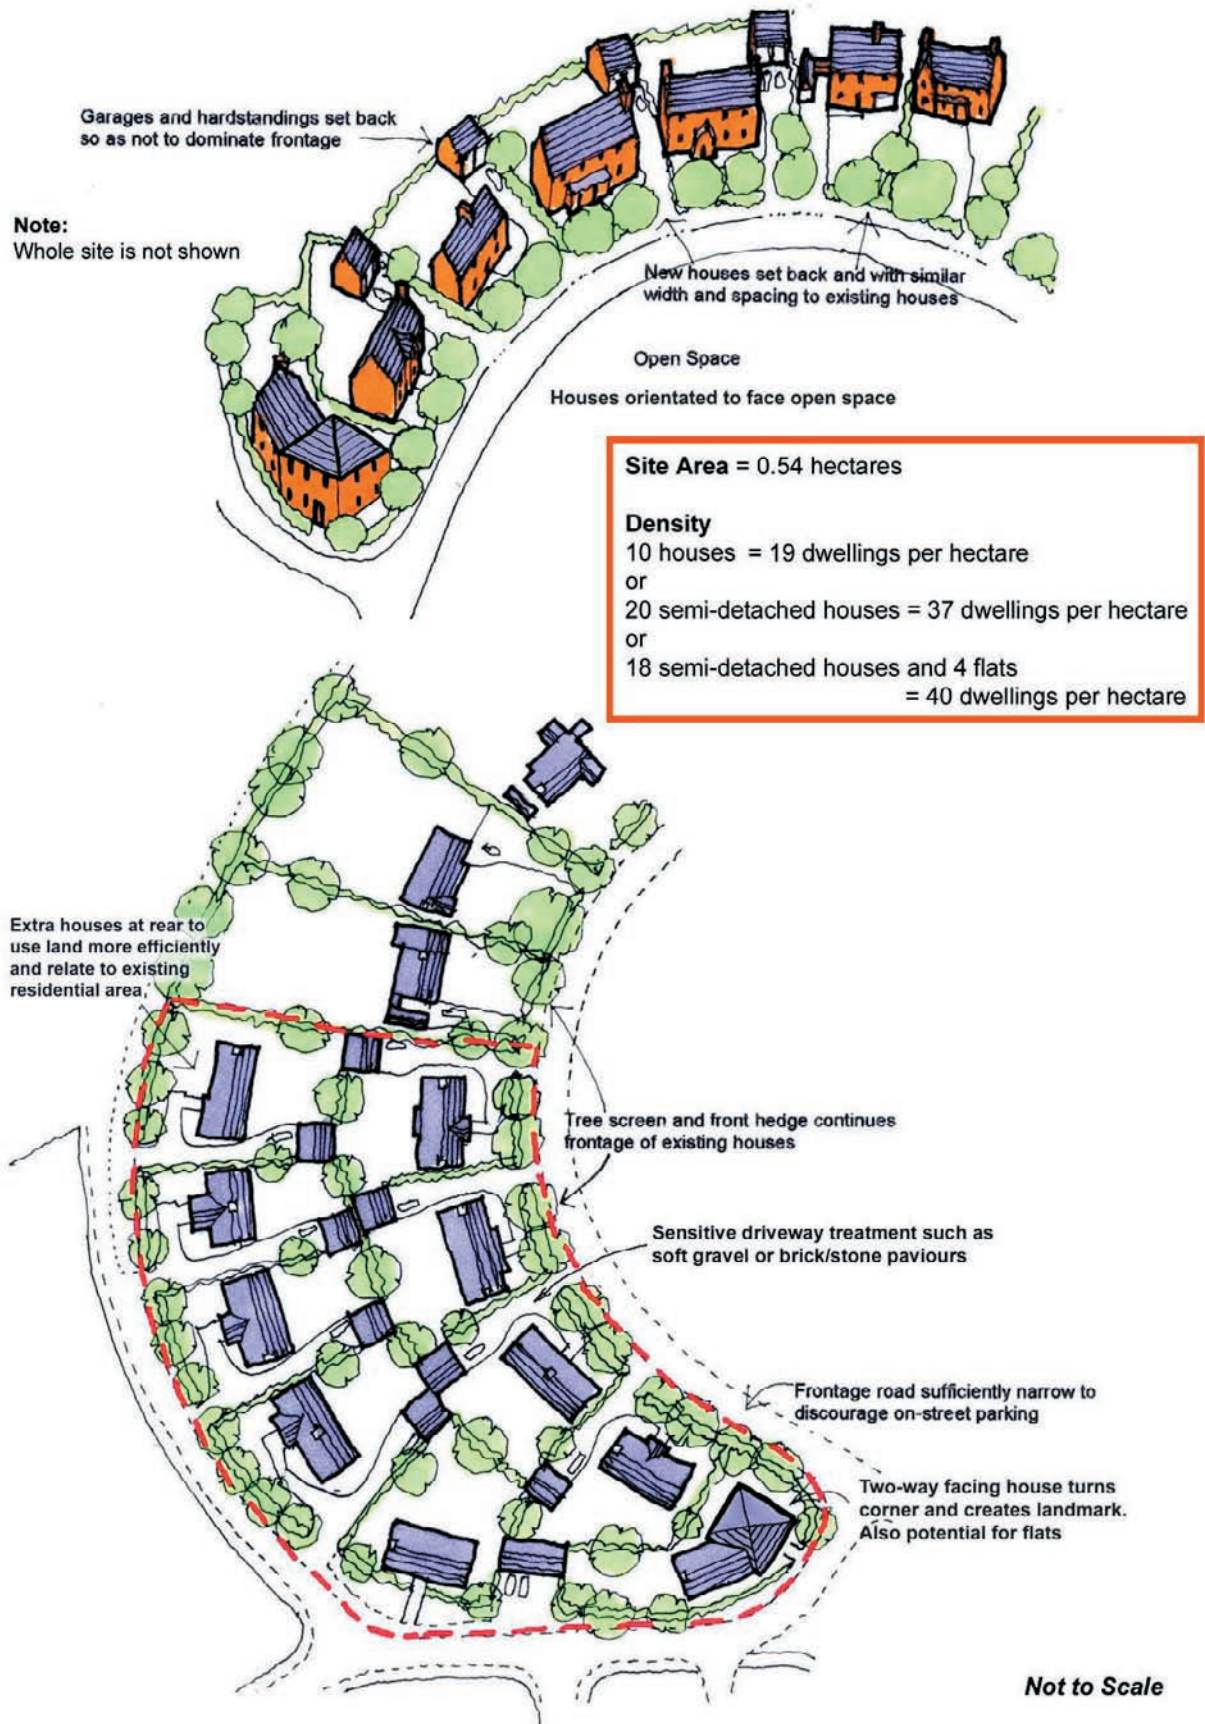 Garages and hardstandings set back
so as not to dominate frontage
Note:
Whole site is not shown
New houses set back and with similar
width and spacing to existing houses
Open Space
Houses orientated to face open space
Site Area = 0.54 hectares
Density
10 houses = 19 dwellings per hectare
or
20 semi-detached houses = 37 dwellings per hectare
or
18 semi-detached houses and 4 flats
= 40 dwellings per hectare
Extra houses at rear to
use land more efficiently
and relate to existing
residential area
Tree screen and front hedge continues
frontage of existing houses
Sensitive driveway treatment such as
soft gravel or brick/stone paviours
Frontage road sufficiently narrow to
discourage on-street parking
Two-way facing house turns
corner and creates landmark.
Also potential for flats
Not to Scale